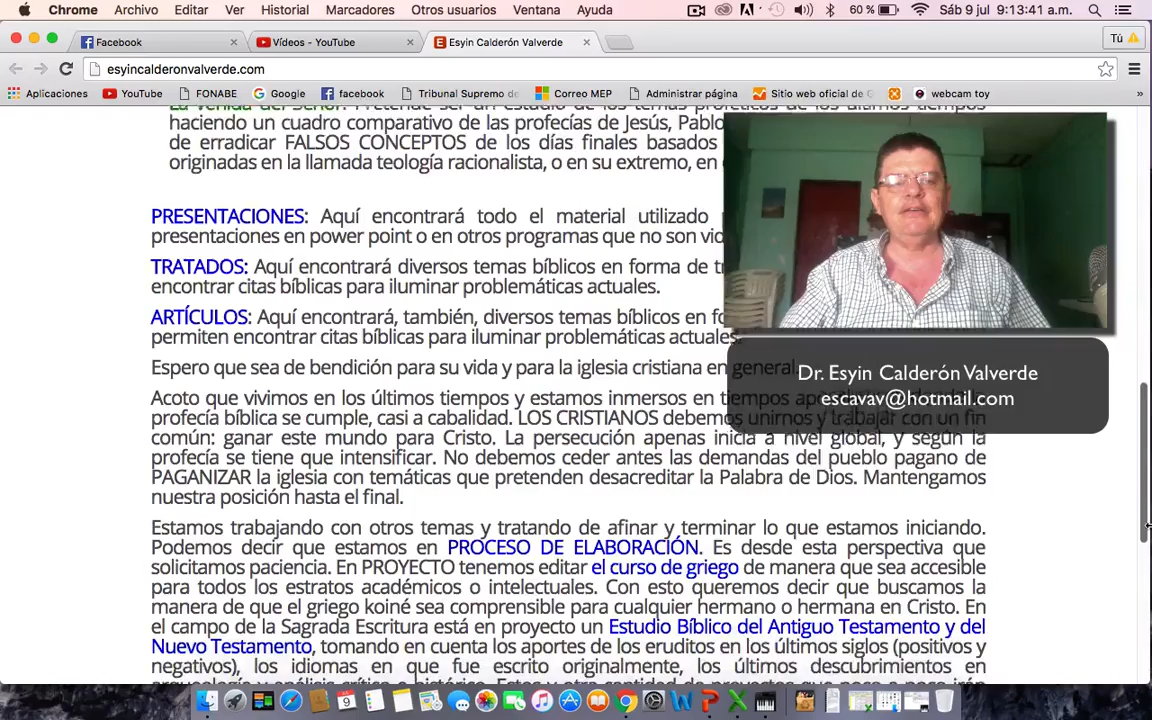 Chrome Archivo Editar Ver Historial Marcadores Otros usuarios Ventana Ayuda 60 % Sáb 9 jul 9:13:41 a.m.
Facebook Vídeos - YouTube Esyin Calderón Valverde Tú
esyincalderonvalverde.com
Aplicaciones YouTube FONABE Google facebook Tribunal Supremo de Correo MEP Administrar página Sitio web oficial de G webcam toy »
La venida del Señor: Pretende ser un estudio de los temas proféticos de los últimos tiempos
haciendo un cuadro comparativo de las profecías de Jesús, Pablo
de erradicar FALSOS CONCEPTOS de los días finales basados
originadas en la llamada teología racionalista, o en su extremo, en
PRESENTACIONES: Aquí encontrará todo el material utilizado
presentaciones en power point o en otros programas que no son
TRATADOS: Aquí encontrará diversos temas bíblicos en forma de
encontrar citas bíblicas para iluminar problemáticas actuales.
ARTÍCULOS: Aquí encontrará, también, diversos temas bíblicos en
permiten encontrar citas bíblicas para iluminar problemáticas actuales.
Espero que sea de bendición para su vida y para la iglesia cristiana en general.
Dr. Esyin Calderón Valverde
escavav@hotmail.com
Acoto que vivimos en los últimos tiempos y estamos inmersos en tiempos
profecía bíblica se cumple, casi a cabalidad. LOS CRISTIANOS debemos unirnos y trabajar con un fin
común: ganar este mundo para Cristo. La persecución apenas inicia a nivel global, y según la
profecía se tiene que intensificar. No debemos ceder antes las demandas del pueblo pagano de
PAGANIZAR la iglesia con temáticas que pretenden desacreditar la Palabra de Dios. Mantengamos
nuestra posición hasta el final.
Estamos trabajando con otros temas y tratando de afinar y terminar lo que estamos iniciando.
Podemos decir que estamos en PROCESO DE ELABORACIÓN. Es desde esta perspectiva que
solicitamos paciencia. En PROYECTO tenemos editar el curso de griego de manera que sea accesible
para todos los estratos académicos o intelectuales. Con esto queremos decir que buscamos la
manera de que el griego koiné sea comprensible para cualquier hermano o hermana en Cristo. En
el campo de la Sagrada Escritura está en proyecto un Estudio Bíblico del Antiguo Testamento y del
Nuevo Testamento, tomando en cuenta los aportes de los eruditos en los últimos siglos (positivos y
negativos), los idiomas en que fue escrito originalmente, los últimos descubrimientos en